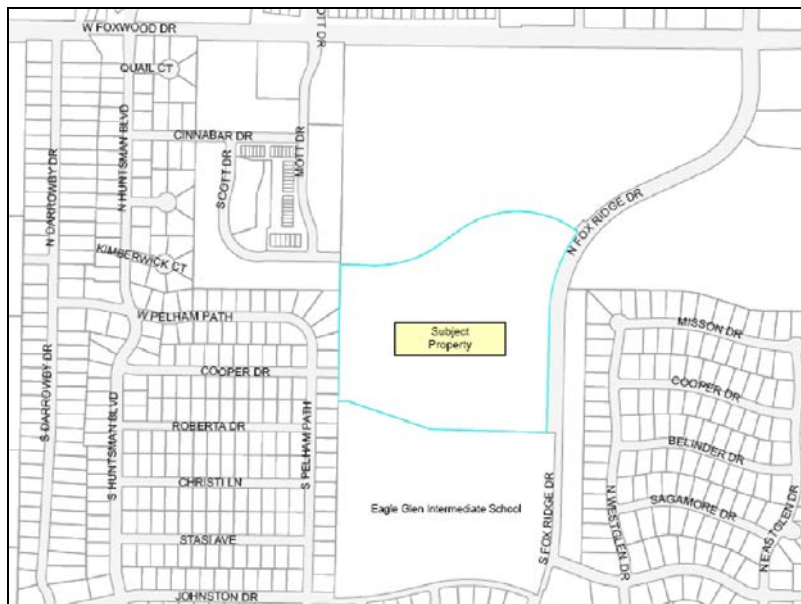 W FOXWOOD DR
OTT DR
QUAIL CT
CINNABAR DR
N DARROWBY DR
N HUNTSMAN BLVD
SCOTT DR
MOTT DR
KIMBERWICK CT
N FOX RIDGE DR
W PELHAM PATH
Subject
Property
MISSON DR
COOPER DR
COOPER DR
S DARROWBY DR
S HUNTSMAN BLVD
ROBERTA DR
S PELHAM PATH
BELINDER DR
CHRISTI LN
Eagle Glen Intermediate School
S FOX RIDGE DR
N WESTGLEN DR
SAGAMORE DR
N EASTGLEN DR
STASI AVE
JOHNSTON DR